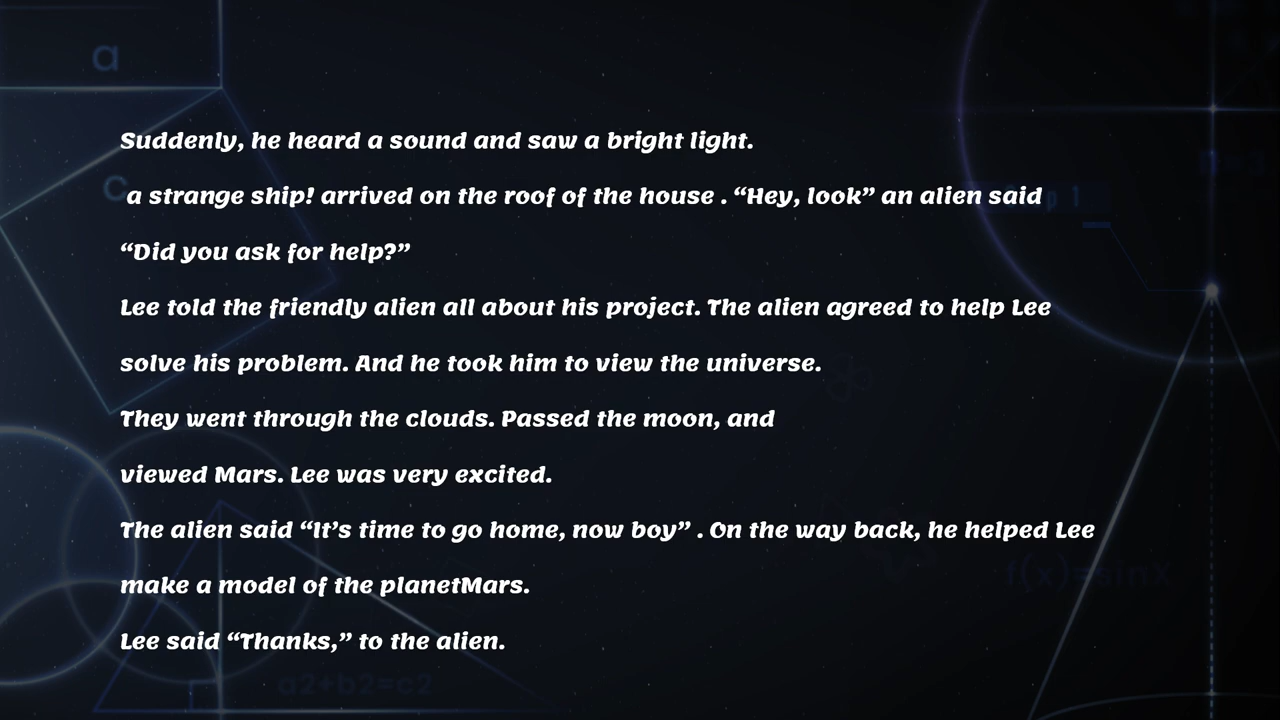 Suddenly, he heard a sound and saw a bright light.
a strange ship! arrived on the roof of the house . “Hey, look” an alien said
“Did you ask for help?”
Lee told the friendly alien all about his project. The alien agreed to help Lee
solve his problem. And he took him to view the universe.
They went through the clouds. Passed the moon, and
viewed Mars. Lee was very excited.
The alien said “It’s time to go home, now boy” . On the way back, he helped Lee
make a model of the planetMars.
Lee said “Thanks,” to the alien.
a
c
f(x)=sinx
a2+b2=c2